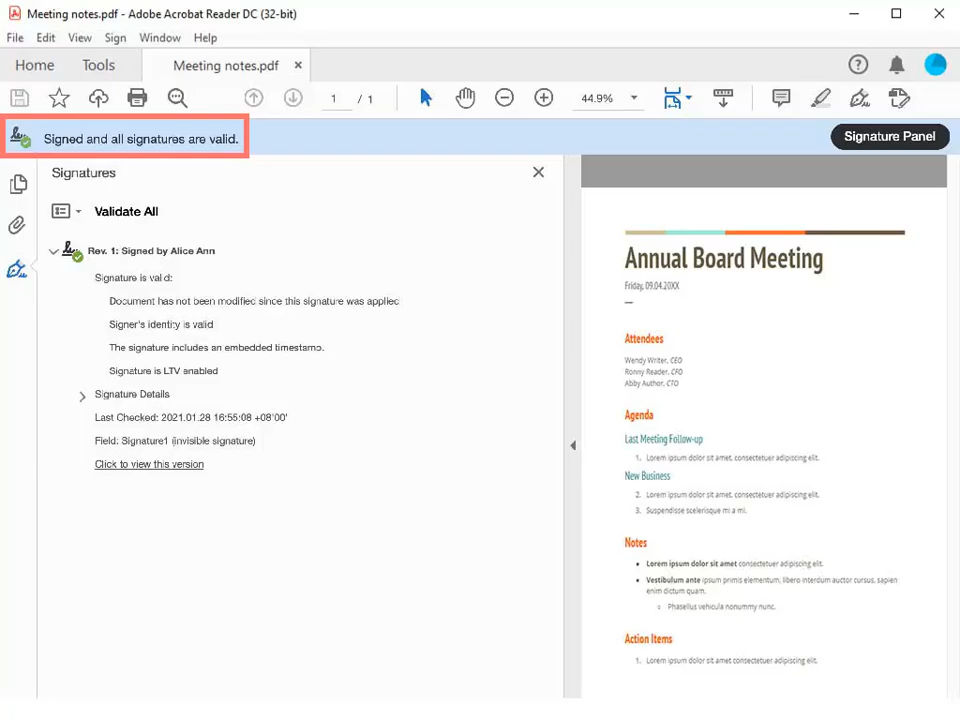 Meeting notes.pdf - Adobe Acrobat Reader DC (32-bit)
File Edit View Sign Window Help
Home Tools Meeting notes.pdf ×
1 / 1 44.9%
Signed and all signatures are valid.
Signature Panel
Signatures
Validate All
Rev. 1: Signed by Alice Ann
Signature is valid:
Document has not been modified since this signature was applied
Signer's identity is valid
The signature includes an embedded timestamp.
Signature is LTV enabled
Signature Details
Last Checked: 2021.01.28 16:55:08 +08'00'
Field: Signature1 (invisible signature)
Click to view this version
Annual Board Meeting
Friday, 09.04.20XX
—
Attendees
Wendy Writer, CEO
Ronny Reader, CFO
Abby Author, CTO
Agenda
Last Meeting Follow-up
1. Lorem ipsum dolor sit amet, consectetuer adipiscing elit.
New Business
2. Lorem ipsum dolor sit amet, consectetuer adipiscing elit.
3. Suspendisse scelerisque mi a mi.
Notes
• Lorem ipsum dolor sit amet consectetuer adipiscing elit.
• Vestibulum ante ipsum primis elementum, libero interdum auctor cursus, sapien
enim dictum quam.
○ Phasellus vehicula nonummy nunc.
Action Items
1. Lorem ipsum dolor sit amet, consectetuer adipiscing elit.